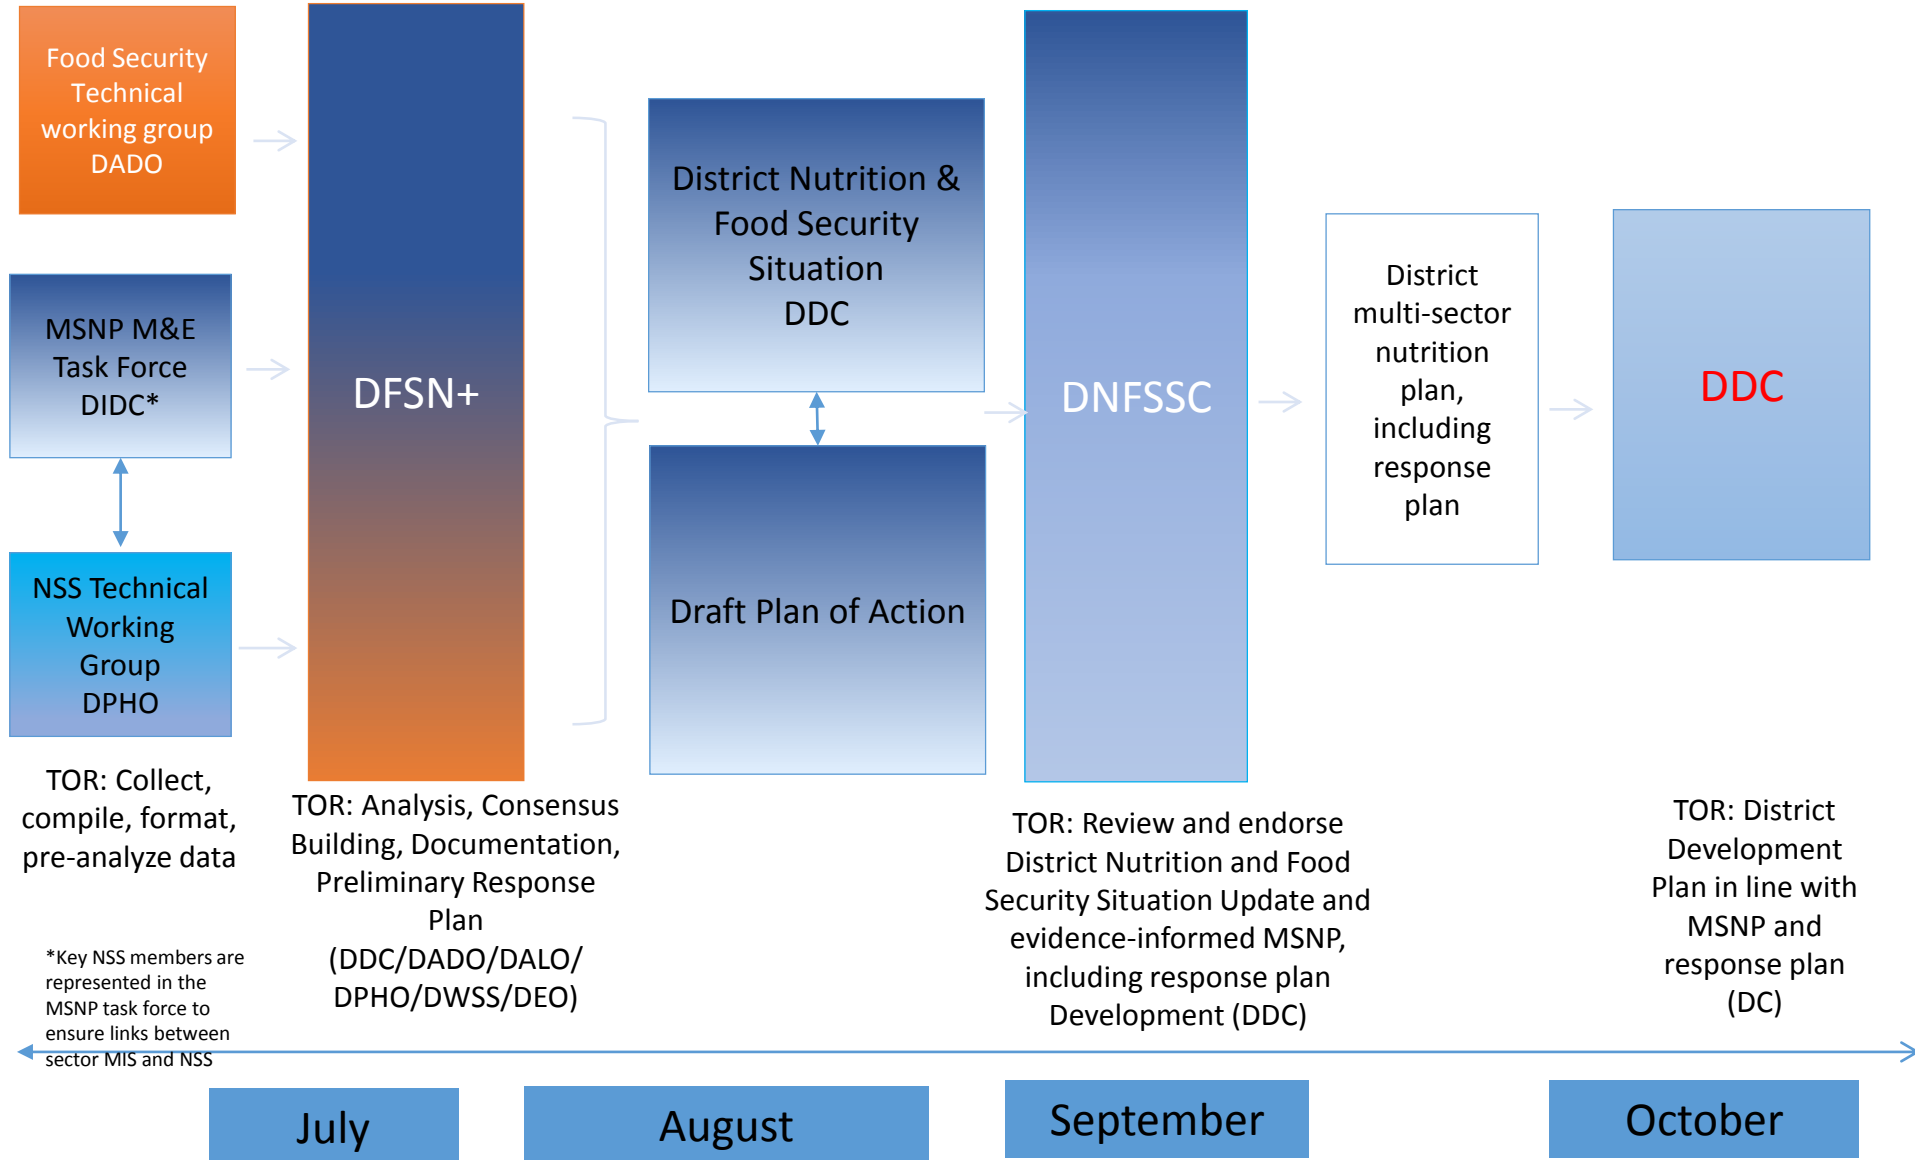 Food Security
Technical
working group
DADO
MSNP M&E
Task Force
DIDC*
NSS Technical
Working
Group
DPHO
TOR: Collect,
compile, format,
pre-analyze data
*Key NSS members are
represented in the
MSNP task force to
ensure links between
sector MIS and NSS
DFSN+
TOR: Analysis, Consensus
Building, Documentation,
Preliminary Response
Plan
(DDC/DADO/DALO/
DPHO/DWSS/DEO)
District Nutrition &
Food Security
Situation
DDC
Draft Plan of Action
DNFSSC
TOR: Review and endorse
District Nutrition and Food
Security Situation Update and
evidence-informed MSNP,
including response plan
Development (DDC)
District
multi-sector
nutrition
plan,
including
response
plan
DDC
TOR: District
Development
Plan in line with
MSNP and
response plan
(DC)
July
August
September
October